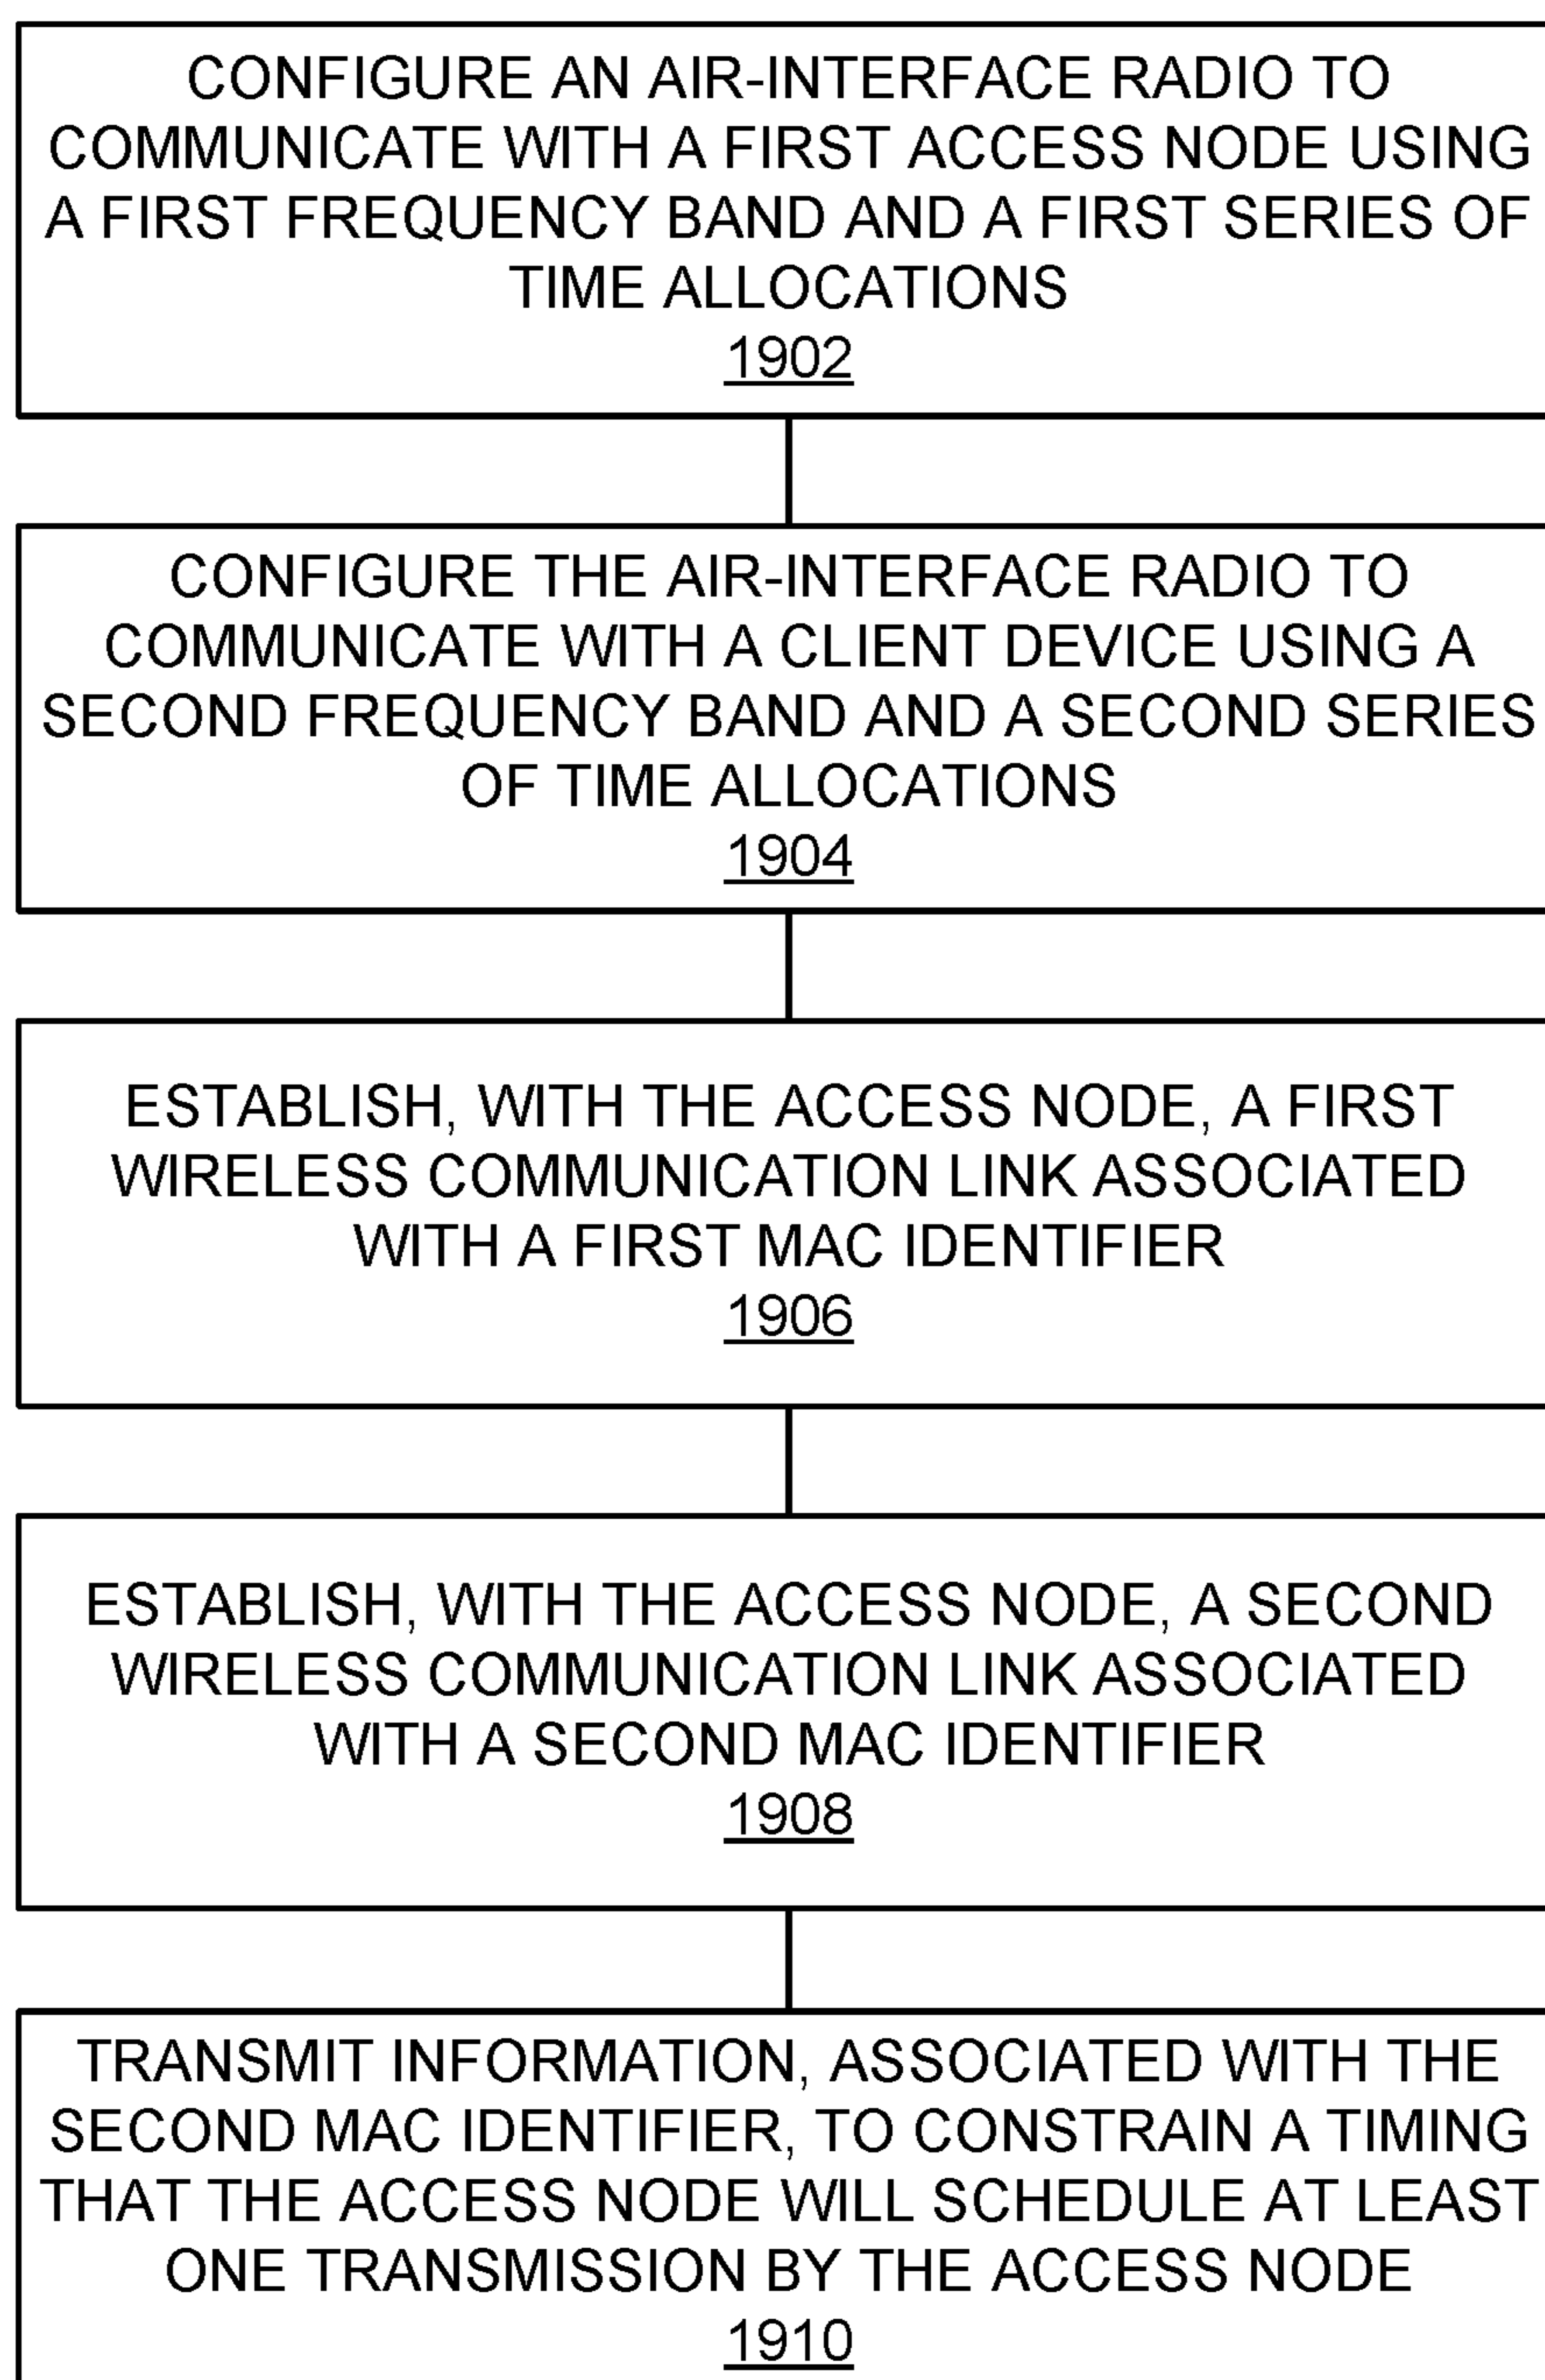 CONFIGURE AN AIR-INTERFACE RADIO TO
COMMUNICATE WITH A FIRST ACCESS NODE USING
A FIRST FREQUENCY BAND AND A FIRST SERIES OF
TIME ALLOCATIONS
1902
CONFIGURE THE AIR-INTERFACE RADIO TO
COMMUNICATE WITH A CLIENT DEVICE USING A
SECOND FREQUENCY BAND AND A SECOND SERIES
OF TIME ALLOCATIONS
1904
ESTABLISH, WITH THE ACCESS NODE, A FIRST
WIRELESS COMMUNICATION LINK ASSOCIATED
WITH A FIRST MAC IDENTIFIER
1906
ESTABLISH, WITH THE ACCESS NODE, A SECOND
WIRELESS COMMUNICATION LINK ASSOCIATED
WITH A SECOND MAC IDENTIFIER
1908
TRANSMIT INFORMATION, ASSOCIATED WITH THE
SECOND MAC IDENTIFIER, TO CONSTRAIN A TIMING
THAT THE ACCESS NODE WILL SCHEDULE AT LEAST
ONE TRANSMISSION BY THE ACCESS NODE
1910